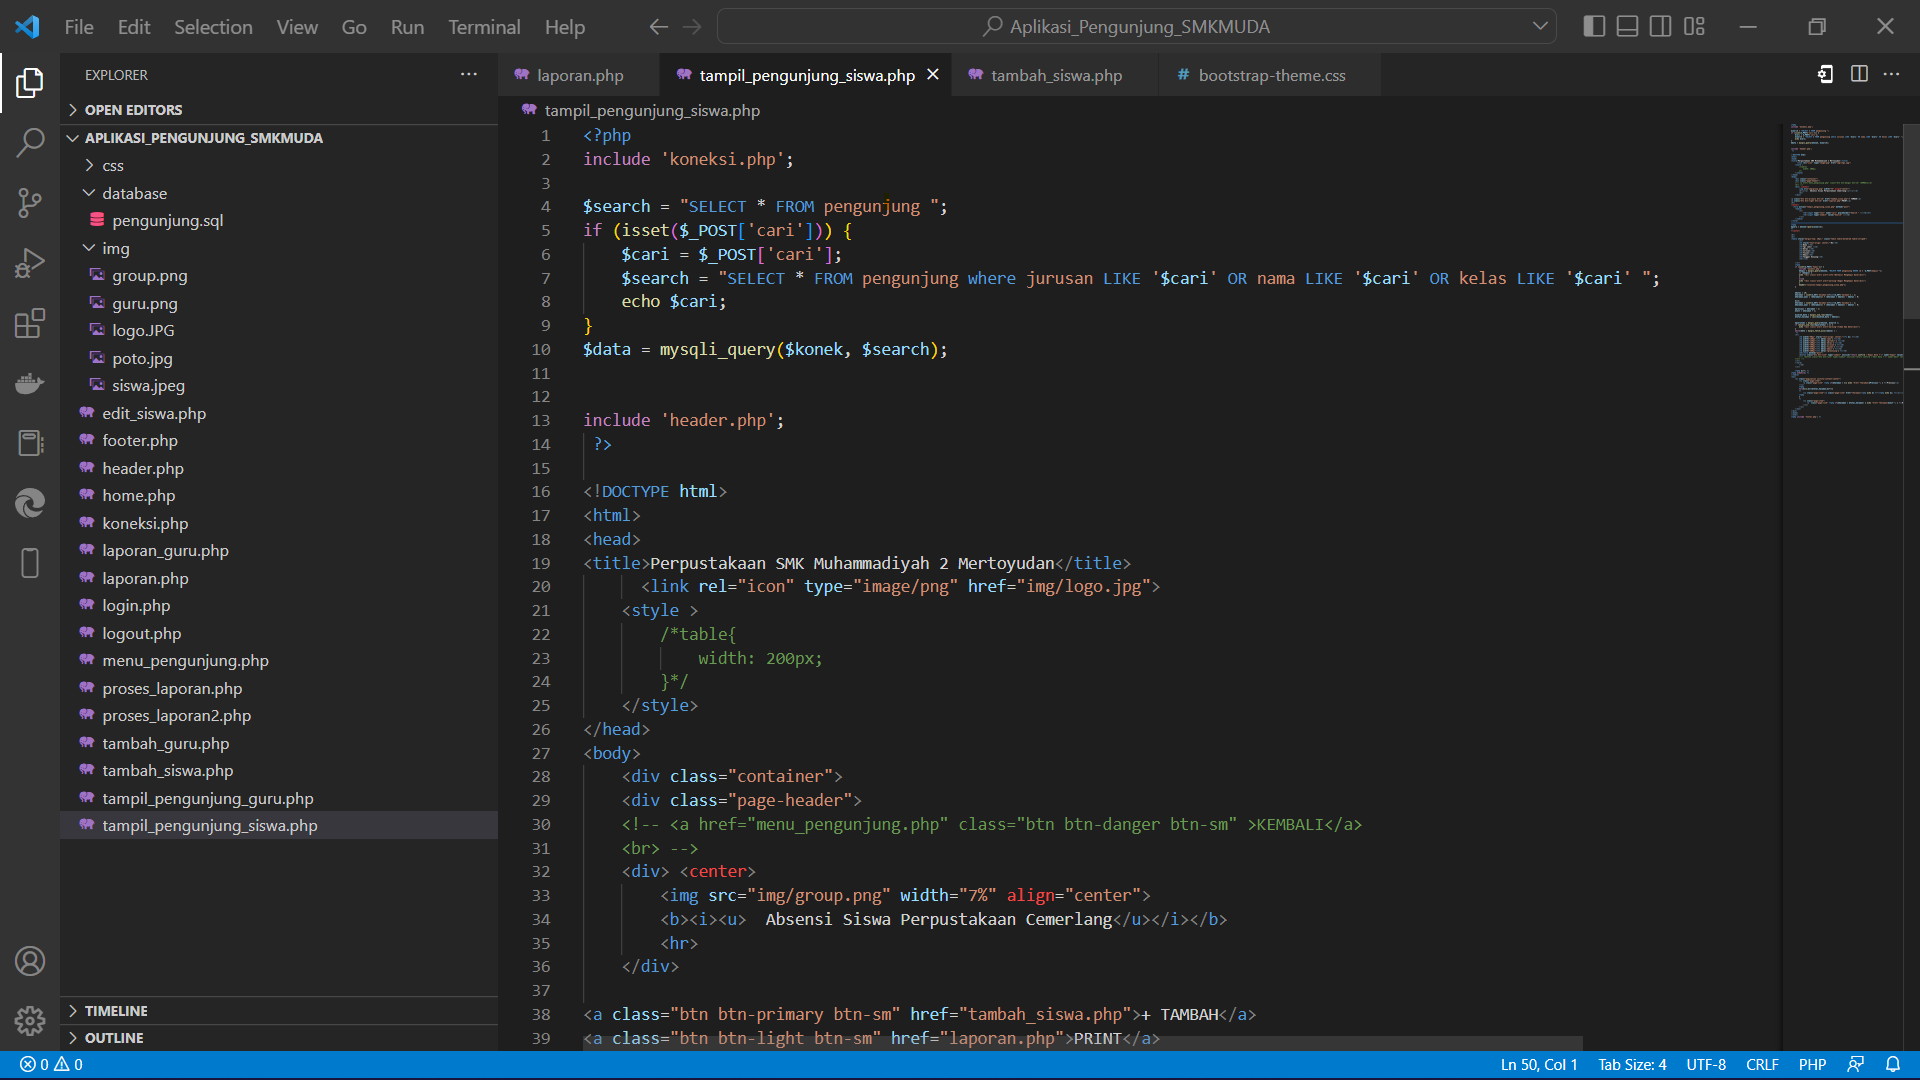 File Edit Selection View Go Run Terminal Help
Aplikasi_Pengunjung_SMKMUDA
EXPLORER
OPEN EDITORS
APLIKASI_PENGUNJUNG_SMKMUDA
css
database
pengunjung.sql
img
group.png
guru.png
logo.JPG
poto.jpg
siswa.jpeg
edit_siswa.php
footer.php
header.php
home.php
koneksi.php
laporan_guru.php
laporan.php
login.php
logout.php
menu_pengunjung.php
proses_laporan.php
proses_laporan2.php
tambah_guru.php
tambah_siswa.php
tampil_pengunjung_guru.php
tampil_pengunjung_siswa.php
TIMELINE
OUTLINE
laporan.php tampil_pengunjung_siswa.php tambah_siswa.php # bootstrap-theme.css
tampil_pengunjung_siswa.php
1 <?php
2 include 'koneksi.php';
3
4 $search = "SELECT * FROM pengunjung ";
5 if (isset($_POST['cari'])) {
6 $cari = $_POST['cari'];
7 $search = "SELECT * FROM pengunjung where jurusan LIKE '$cari' OR nama LIKE '$cari' OR kelas LIKE '$cari' ";
8 echo $cari;
9 }
10 $data = mysqli_query($konek, $search);
11
12
13 include 'header.php';
14 ?>
15
16 <!DOCTYPE html>
17 <html>
18 <head>
19 <title>Perpustakaan SMK Muhammadiyah 2 Mertoyudan</title>
20 <link rel="icon" type="image/png" href="img/logo.jpg">
21 <style >
22 /*table{
23 width: 200px;
24 }*/
25 </style>
26 </head>
27 <body>
28 <div class="container">
29 <div class="page-header">
30 <!-- <a href="menu_pengunjung.php" class="btn btn-danger btn-sm" >KEMBALI</a>
31 <br> -->
32 <div> <center>
33 <img src="img/group.png" width="7%" align="center">
34 <b><i><u> Absensi Siswa Perpustakaan Cemerlang</u></i></b>
35 <hr>
36 </div>
37
38 <a class="btn btn-primary btn-sm" href="tambah_siswa.php">+ TAMBAH</a>
39 <a class="btn btn-light btn-sm" href="laporan.php">PRINT</a>
0 0 Ln 50, Col 1 Tab Size: 4 UTF-8 CRLF PHP